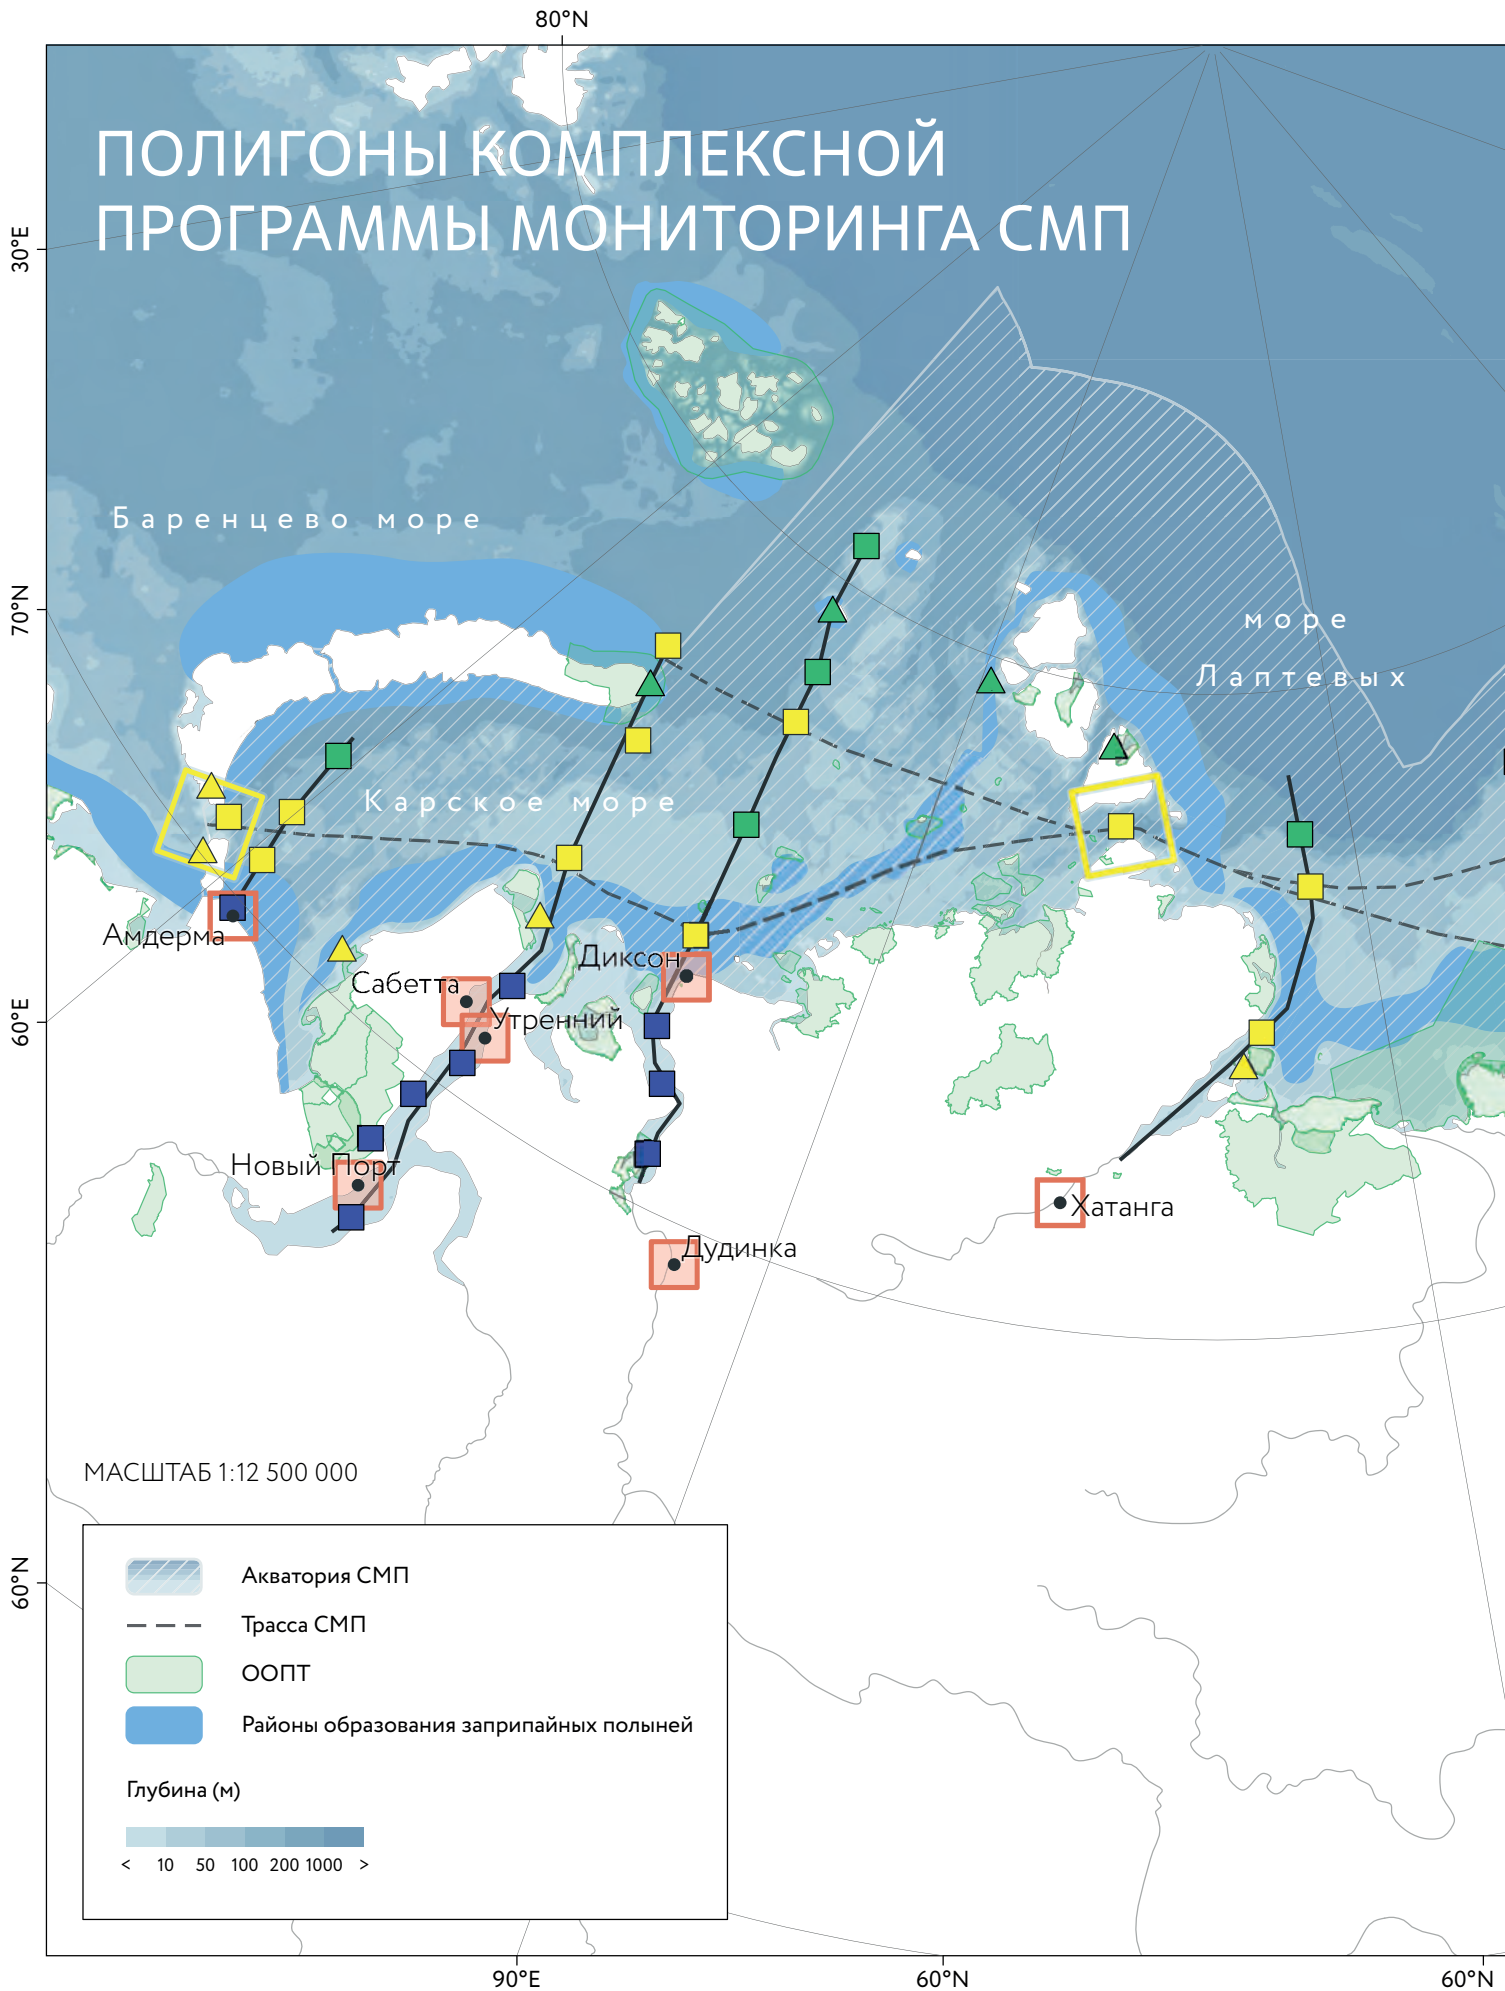 80°N
ПОЛИГОНЫ КОМПЛЕКСНОЙ
ПРОГРАММЫ МОНИТОРИНГА СМП
30°E
Баренцево море
70°N
море
Лаптевых
Карское море
Амдерма
Диксон
Сабетта
Утренний
60°E
Новый Порт
Хатанга
Дудинка
МАСШТАБ 1:12 500 000
60°N
Акватория СМП
Трасса СМП
ООПТ
Районы образования заприпайных полыней
Глубина (м)
< 10 50 100 200 1000 >
90°E
60°N
60°N